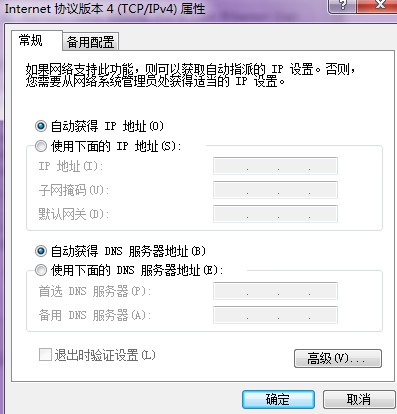 Internet 协议版本 4 (TCP/IPv4) 属性
常规 备用配置
如果网络支持此功能，则可以获取自动指派的 IP 设置。否则，
您需要从网络系统管理员处获得适当的 IP 设置。
自动获得 IP 地址(O)
使用下面的 IP 地址(S):
IP 地址(I):
子网掩码(U):
默认网关(D):
自动获得 DNS 服务器地址(B)
使用下面的 DNS 服务器地址(E):
首选 DNS 服务器(P):
备用 DNS 服务器(A):
退出时验证设置(L)
高级(V)...
确定 取消